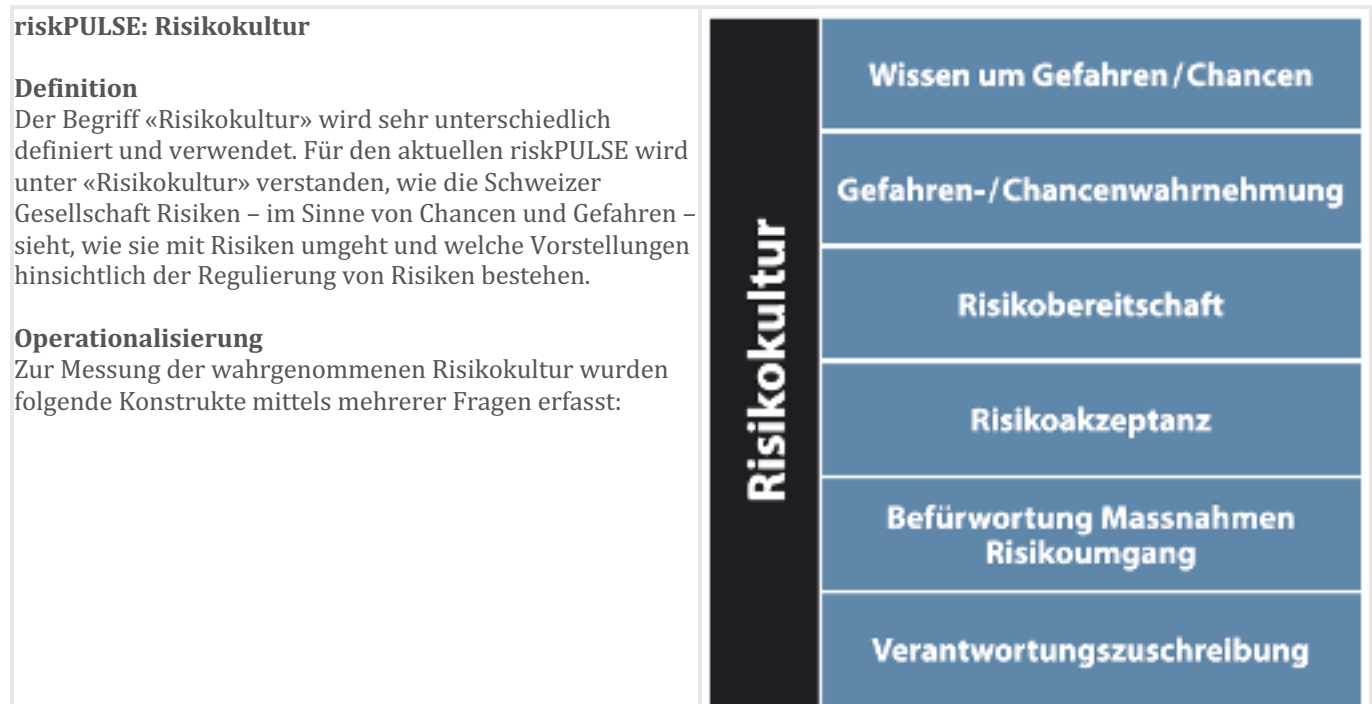 riskPULSE: Risikokultur
Definition
Der Begriff «Risikokultur» wird sehr unterschiedlich
definiert und verwendet. Für den aktuellen riskPULSE wird
unter «Risikokultur» verstanden, wie die Schweizer
Gesellschaft Risiken – im Sinne von Chancen und Gefahren –
sieht, wie sie mit Risiken umgeht und welche Vorstellungen
hinsichtlich der Regulierung von Risiken bestehen.
Operationalisierung
Zur Messung der wahrgenommenen Risikokultur wurden
folgende Konstrukte mittels mehrerer Fragen erfasst:
Risikokultur
Wissen um Gefahren/Chancen
Gefahren-/Chancenwahrnehmung
Risikobereitschaft
Risikoakzeptanz
Befürwortung Massnahmen
Risikoumgang
Verantwortungszuschreibung